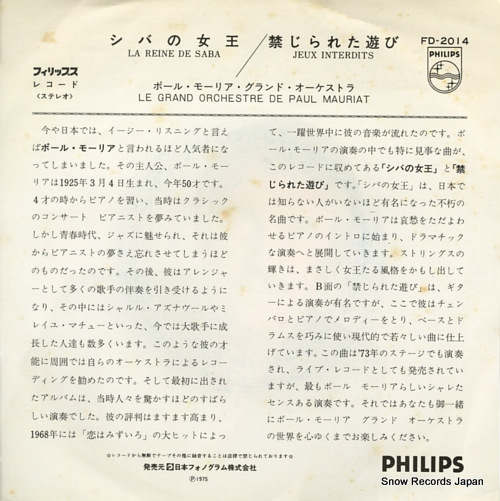 シバの女王／禁じられた遊び
LA REINE DE SABA
JEUX INTERDITS
FD-2014
PHILIPS
フィリップス
レコード
〈ステレオ〉
ポール・モーリア・グランド・オーケストラ
LE GRAND ORCHESTRE DE PAUL MAURIAT
今や日本では、イージー・リスニングと言え
ばポール・モーリアと言われるほど人気者にな
ってしまいました。その主人公、ポール・モー
リアは1925年3月4日生まれ、今年50才です。
4才の時からピアノを習い、当時はクラシック
のコンサート ピアニストを夢みていました。
しかし青春時代、ジャズに魅せられ、それは彼
からピアニストの夢さえ忘れさせてしまうほど
のものだったのです。その後、彼はアレンジャ
ーとして多くの歌手の伴奏を引き受けるように
なり、その中にはシャルル・アズナヴールやミ
レイユ・マチューといった、今では大歌手に成
長した人達も数多くいます。このような彼の才
能に周囲では自らのオーケストラによるレコー
ディングを勧めたのです。そして最初に出され
たアルバムは、当時人々を驚かすほどのすばら
しい演奏でした。彼の評判はますます高まり、
1968年には「恋はみずいろ」の大ヒットによっ
て、一躍世界中に彼の音楽が流れたのです。ポ
ール・モーリアの演奏の中でも特に見事な曲が、
このレコードに収めてある「シバの女王」と「禁
じられた遊び」です。「シバの女王」は、日本で
は知らない人がいないほど有名になった不朽の
名曲です。ポール・モーリアは哀愁をただよわ
せるピアノのイントロに始まり、ドラマチック
な演奏へと展開していきます。ストリングスの
輝きは、まさしく女王たる風格をかもし出して
いきます。B面の「禁じられた遊び」は、ギタ
ーによる演奏が有名ですが、ここで彼はチェン
バロとピアノでメロディーをとり、ベースとド
ラムスを巧みに使い現代的で若々しい曲に仕上
げています。この曲は'73年のステージでも演奏
され、ライブ・レコードとしても発売されてい
ますが、最もポール モーリアらしいシャレた
センスある演奏です。それではあなたも御一緒
にポール・モーリア グランド オーケストラ
の世界を心ゆくまでお楽しみください。
☆レコードから無断でテープその他に録音することは法律で禁じられております☆
発売元 日本フォノグラム株式会社
Ⓟ1975
PHILIPS
Snow Records Japan